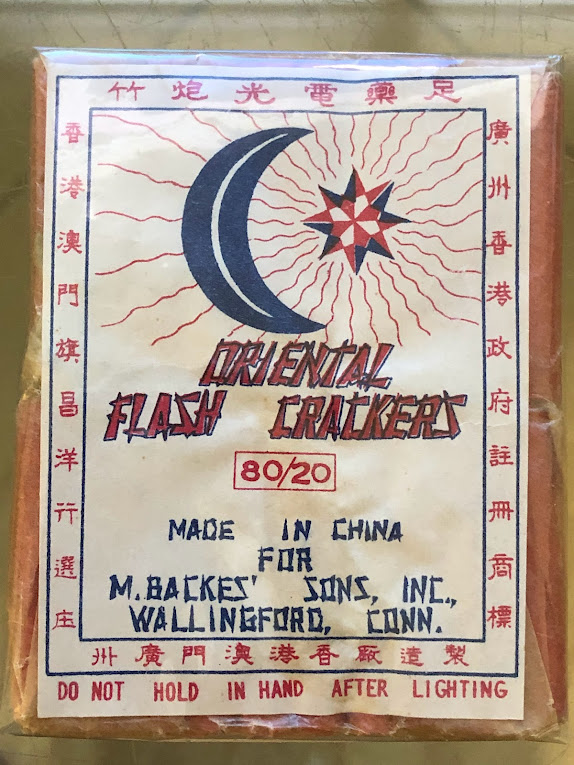 足藥電光炮竹
廣州香港政府註冊商標
香港澳門旗昌洋行選庄
ORIENTAL
FLASH CRACKERS
80/20
MADE IN CHINA
FOR
M. BACKES' SONS, INC.,
WALLINGFORD, CONN.
製造廠香港澳門廣州
DO NOT HOLD IN HAND AFTER LIGHTING